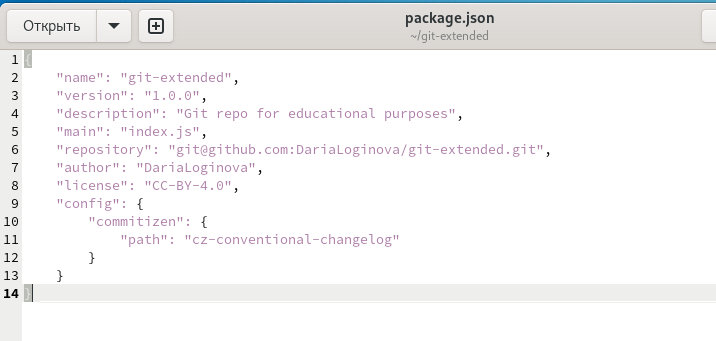 Открыть
package.json
~/git-extended
1 {
2     "name": "git-extended",
3     "version": "1.0.0",
4     "description": "Git repo for educational purposes",
5     "main": "index.js",
6     "repository": "git@github.com:DariaLoginova/git-extended.git",
7     "author": "DariaLoginova",
8     "license": "CC-BY-4.0",
9     "config": {
10         "commitizen": {
11             "path": "cz-conventional-changelog"
12         }
13     }
14 }